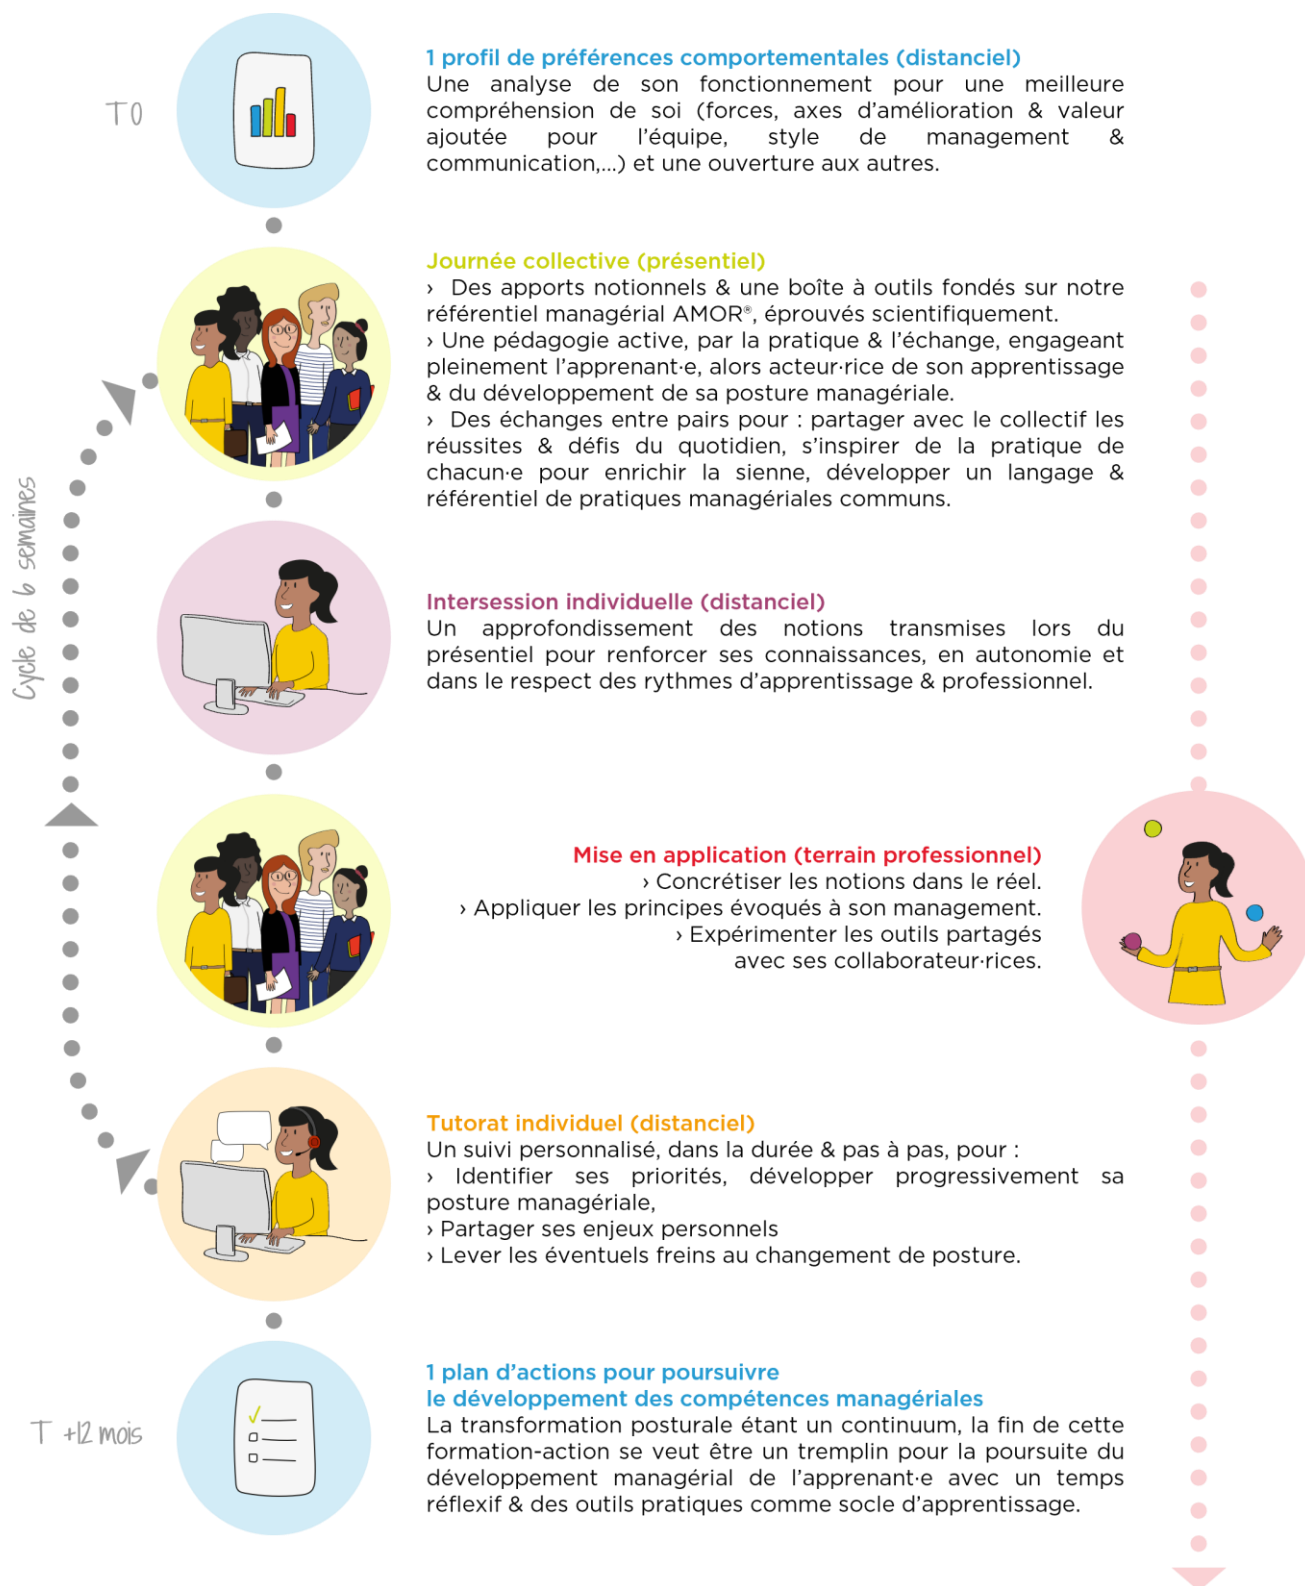 T0
1 profil de préférences comportementales (distanciel)
Une analyse de son fonctionnement pour une meilleure
compréhension de soi (forces, axes d'amélioration & valeur
ajoutée pour l'équipe, style de management &
communication,...) et une ouverture aux autres.
Journée collective (présentiel)
› Des apports notionnels & une boîte à outils fondés sur notre
référentiel managérial AMOR®, éprouvés scientifiquement.
› Une pédagogie active, par la pratique & l'échange, engageant
pleinement l'apprenant·e, alors acteur·rice de son apprentissage
& du développement de sa posture managériale.
› Des échanges entre pairs pour : partager avec le collectif les
réussites & défis du quotidien, s'inspirer de la pratique de
chacun·e pour enrichir la sienne, développer un langage &
référentiel de pratiques managériales communs.
Cycle de 6 semaines
Intersession individuelle (distanciel)
Un approfondissement des notions transmises lors du
présentiel pour renforcer ses connaissances, en autonomie et
dans le respect des rythmes d'apprentissage & professionnel.
Mise en application (terrain professionnel)
› Concrétiser les notions dans le réel.
› Appliquer les principes évoqués à son management.
› Expérimenter les outils partagés
avec ses collaborateur·rices.
Tutorat individuel (distanciel)
Un suivi personnalisé, dans la durée & pas à pas, pour :
› Identifier ses priorités, développer progressivement sa
posture managériale,
› Partager ses enjeux personnels
› Lever les éventuels freins au changement de posture.
T +12 mois
1 plan d'actions pour poursuivre
le développement des compétences managériales
La transformation posturale étant un continuum, la fin de cette
formation-action se veut être un tremplin pour la poursuite du
développement managérial de l'apprenant·e avec un temps
réflexif & des outils pratiques comme socle d'apprentissage.